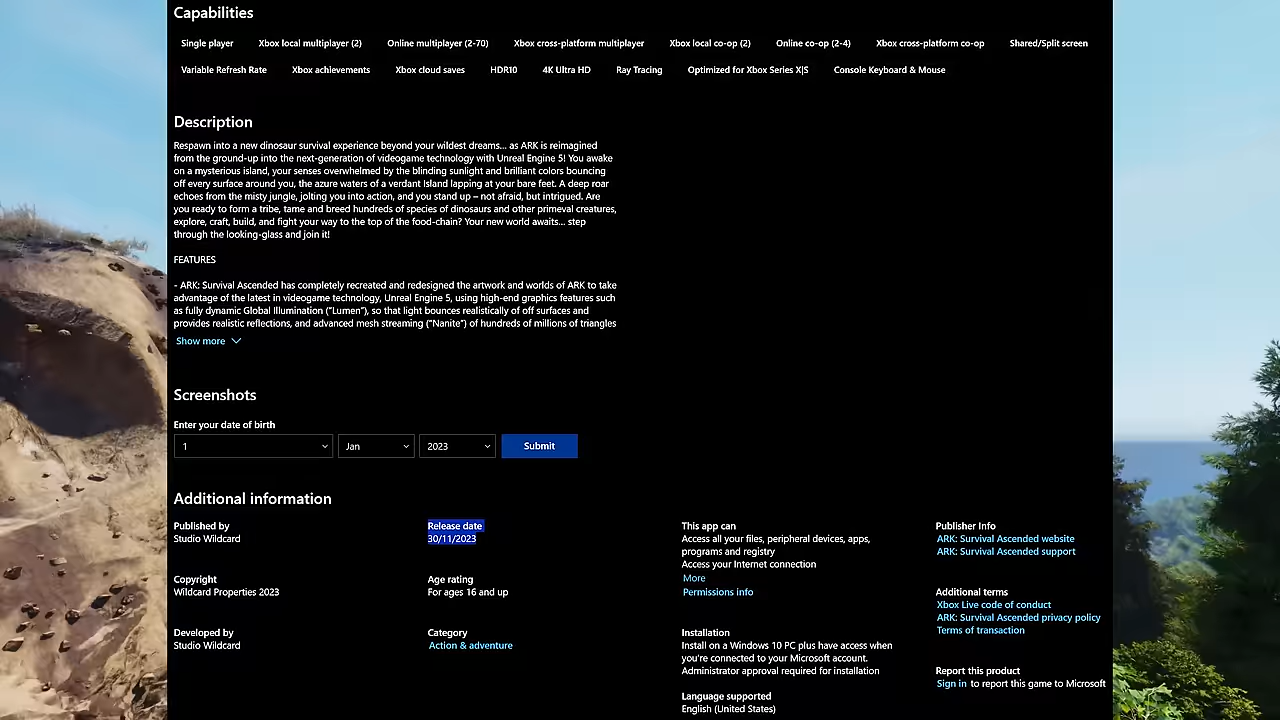 Capabilities
Single player
Xbox local multiplayer (2)
Online multiplayer (2-70)
Xbox cross-platform multiplayer
Xbox local co-op (2)
Online co-op (2-4)
Xbox cross-platform co-op
Shared/Split screen
Variable Refresh Rate
Xbox achievements
Xbox cloud saves
HDR10
4K Ultra HD
Ray Tracing
Optimized for Xbox Series X|S
Console Keyboard & Mouse
Description
Respawn into a new dinosaur survival experience beyond your wildest dreams... as ARK is reimagined
from the ground-up into the next-generation of videogame technology with Unreal Engine 5! You awake
on a mysterious island, your senses overwhelmed by the blinding sunlight and brilliant colors bouncing
off every surface around you, the azure waters of a verdant Island lapping at your bare feet. A deep roar
echoes from the misty jungle, jolting you into action, and you stand up – not afraid, but intrigued. Are
you ready to form a tribe, tame and breed hundreds of species of dinosaurs and other primeval creatures,
explore, craft, build, and fight your way to the top of the food-chain? Your new world awaits... step
through the looking-glass and join it!
FEATURES
- ARK: Survival Ascended has completely recreated and redesigned the artwork and worlds of ARK to take
advantage of the latest in videogame technology, Unreal Engine 5, using high-end graphics features such
as fully dynamic Global Illumination ("Lumen"), so that light bounces realistically of off surfaces and
provides realistic reflections, and advanced mesh streaming ("Nanite") of hundreds of millions of triangles
Show more
Screenshots
Enter your date of birth
1
Jan
2023
Submit
Additional information
Published by
Studio Wildcard
Copyright
Wildcard Properties 2023
Developed by
Studio Wildcard
Release date
30/11/2023
Age rating
For ages 16 and up
Category
Action & adventure
This app can
Access all your files, peripheral devices, apps,
programs and registry
Access your Internet connection
More
Permissions info
Installation
Install on a Windows 10 PC plus have access when
you're connected to your Microsoft account.
Administrator approval required for installation
Language supported
English (United States)
Publisher Info
ARK: Survival Ascended website
ARK: Survival Ascended support
Additional terms
Xbox Live code of conduct
ARK: Survival Ascended privacy policy
Terms of transaction
Report this product
Sign in to report this game to Microsoft